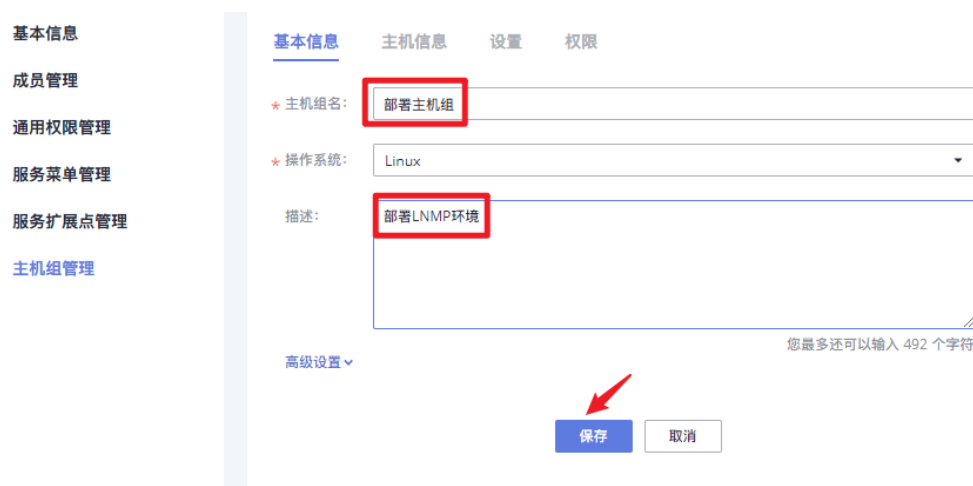 基本信息
成员管理
通用权限管理
服务菜单管理
服务扩展点管理
主机组管理
基本信息 主机信息 设置 权限
* 主机组名: 部署主机组
* 操作系统: Linux
描述: 部署LNMP环境
您最多还可以输入 492 个字符
高级设置
保存 取消